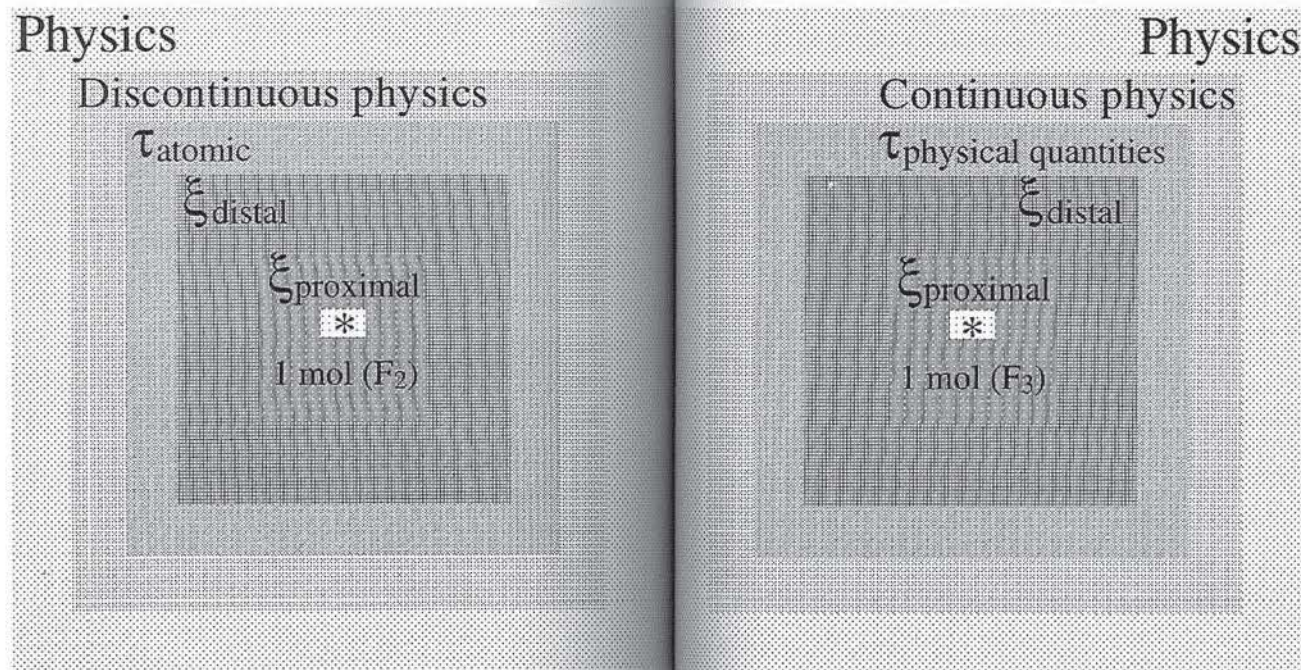 Physics
Discontinuous physics
τatomic
ξdistal
ξproximal
*
1 mol (F₂)
Physics
Continuous physics
τphysical quantities
ξdistal
ξproximal
*
1 mol (F₃)